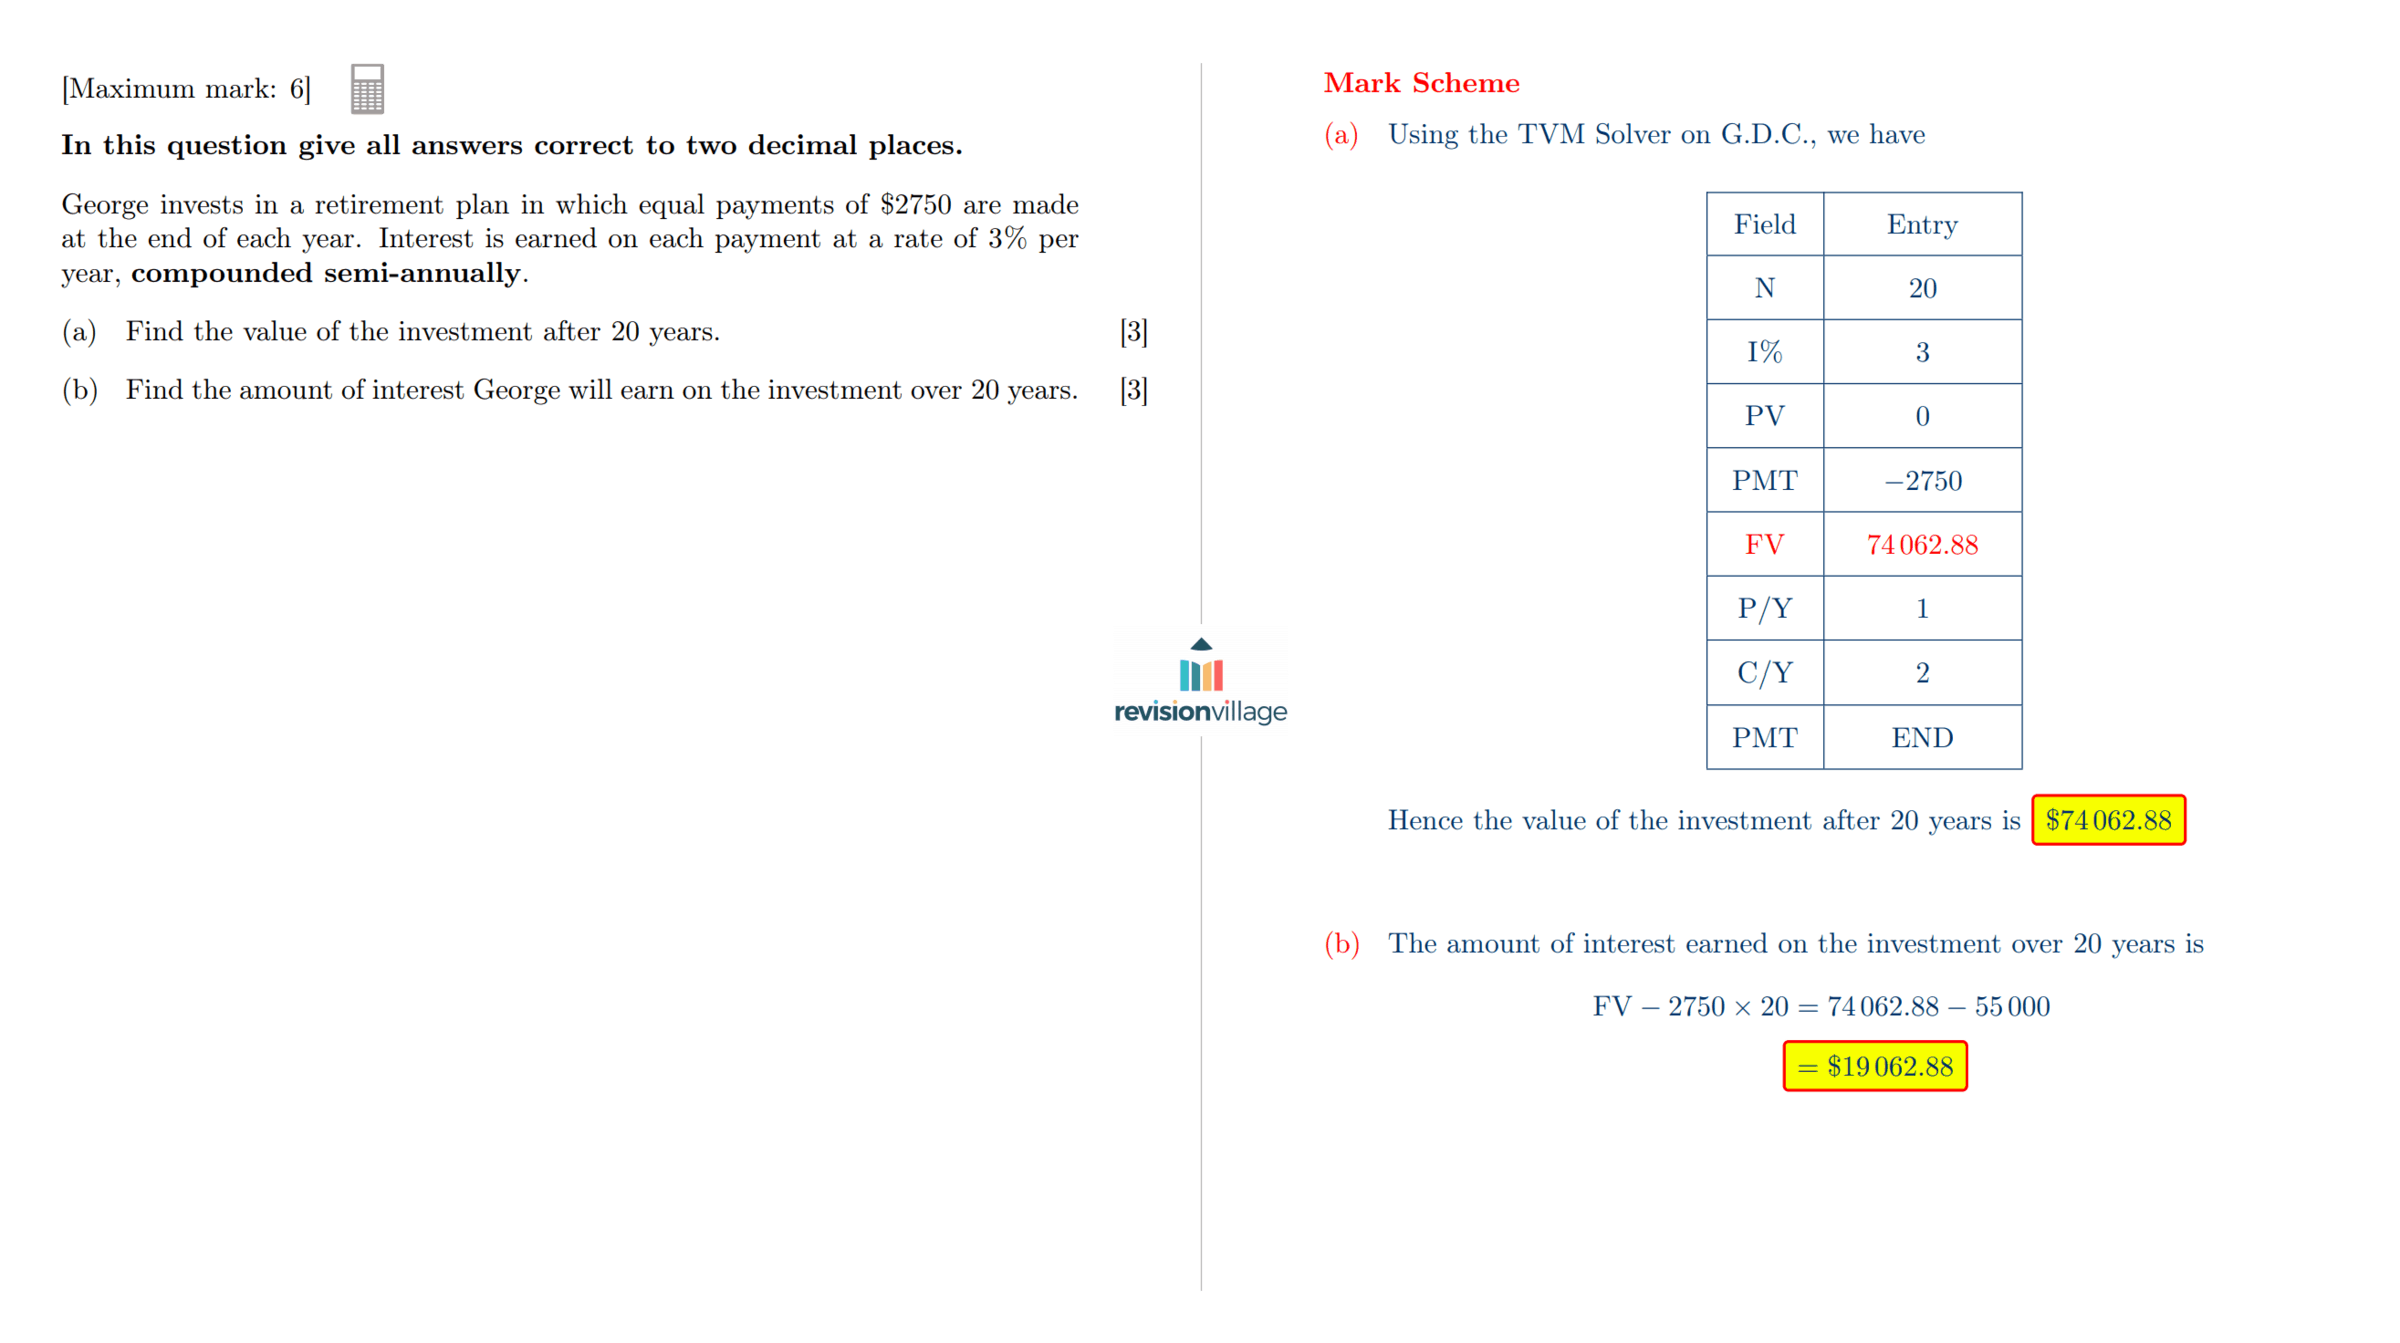 [Maximum mark: 6]
In this question give all answers correct to two decimal places.
George invests in a retirement plan in which equal payments of $2750 are made
at the end of each year. Interest is earned on each payment at a rate of 3% per
year, compounded semi-annually.
(a) Find the value of the investment after 20 years. [3]
(b) Find the amount of interest George will earn on the investment over 20 years. [3]
revisionvillage
Mark Scheme
(a) Using the TVM Solver on G.D.C., we have
Field Entry
N 20
I% 3
PV 0
PMT −2750
FV 74 062.88
P/Y 1
C/Y 2
PMT END
Hence the value of the investment after 20 years is $74 062.88
(b) The amount of interest earned on the investment over 20 years is
FV − 2750 × 20 = 74 062.88 − 55 000
= $19 062.88